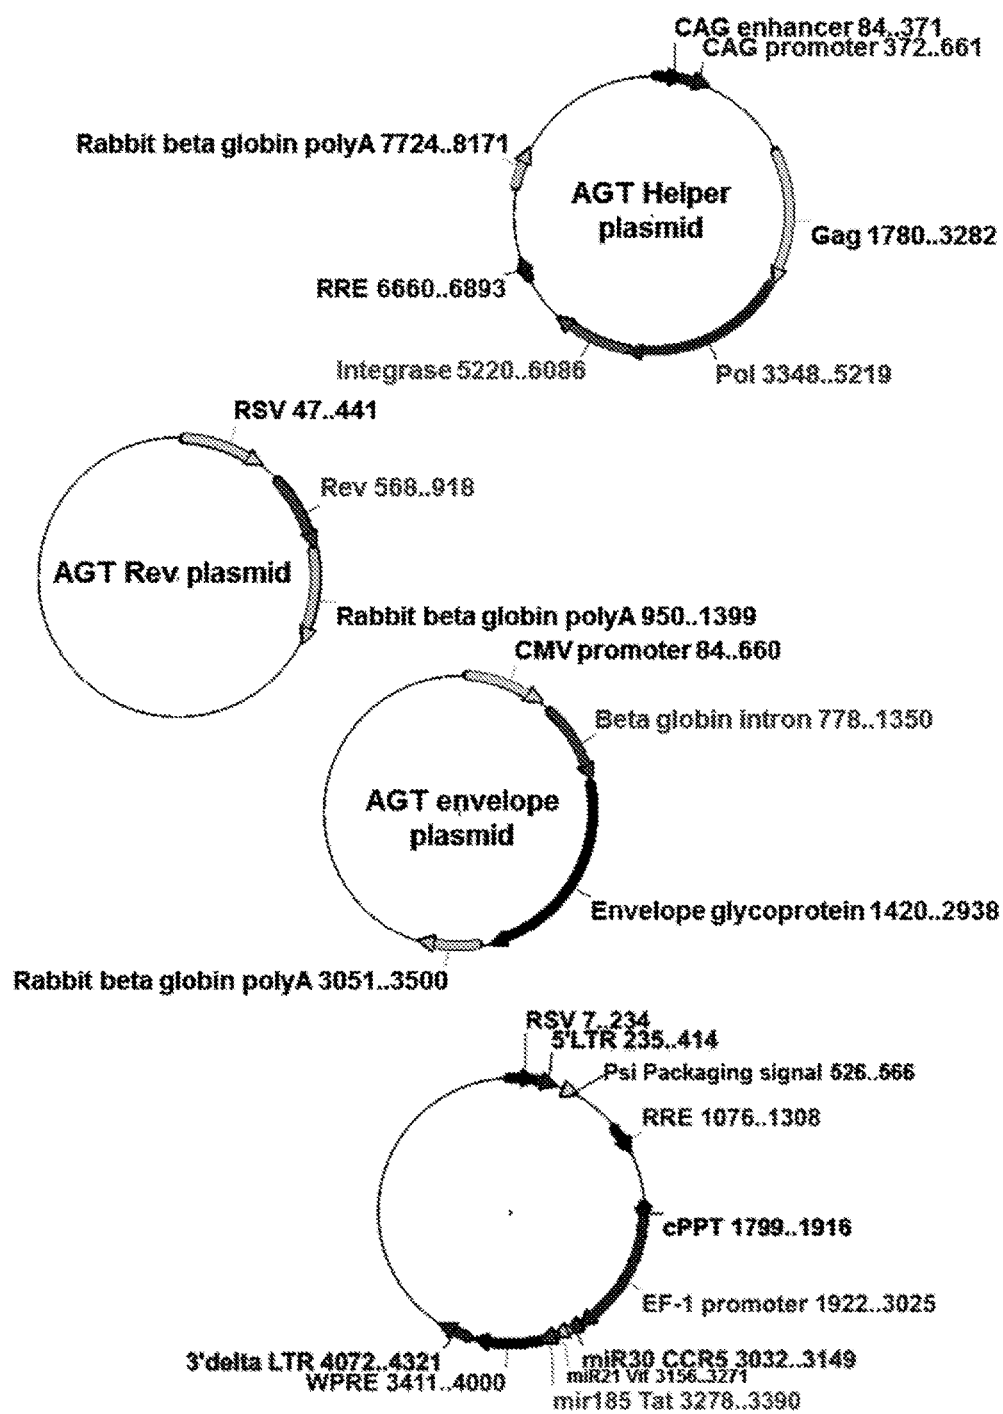 CAG enhancer 84..371
CAG promoter 372..661
Rabbit beta globin polyA 7724..8171
AGT Helper
plasmid
Gag 1780..3282
RRE 6660..6893
Integrase 5220..6086
Pol 3348..5219
RSV 47..441
Rev 568..918
AGT Rev plasmid
Rabbit beta globin polyA 950..1399
CMV promoter 84..660
Beta globin intron 778..1350
AGT envelope
plasmid
Envelope glycoprotein 1420..2938
Rabbit beta globin polyA 3051..3500
RSV 7..234
5'LTR 235..414
Psi Packaging signal 526..566
RRE 1076..1308
cPPT 1799..1916
EF-1 promoter 1922..3025
miR30 CCR5 3032..3149
3'delta LTR 4072..4321
miR21 Vif 3156..3271
WPRE 3411..4000
mir185 Tat 3278..3390